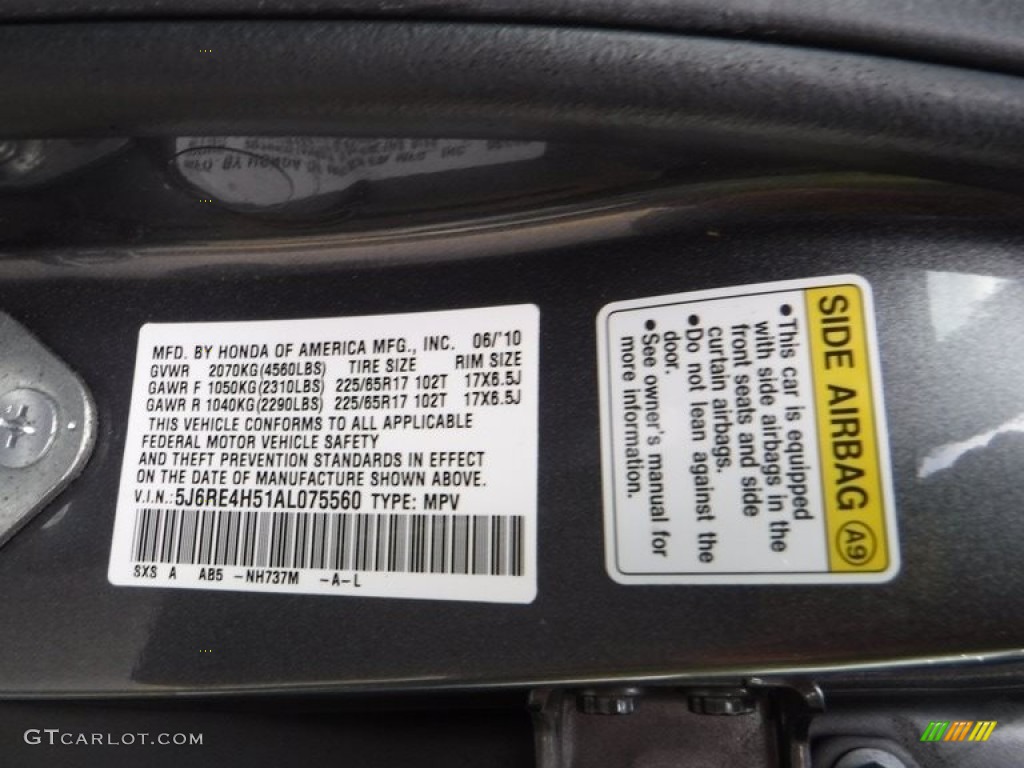 MFD. BY HONDA OF AMERICA MFG., INC. 06/'10
GVWR 2070KG(4560LBS) TIRE SIZE RIM SIZE
GAWR F 1050KG(2310LBS) 225/65R17 102T 17X6.5J
GAWR R 1040KG(2290LBS) 225/65R17 102T 17X6.5J
THIS VEHICLE CONFORMS TO ALL APPLICABLE
FEDERAL MOTOR VEHICLE SAFETY
AND THEFT PREVENTION STANDARDS IN EFFECT
ON THE DATE OF MANUFACTURE SHOWN ABOVE.
V.I.N.:5J6RE4H51AL075560 TYPE: MPV
SXS A AB5 -NH737M -A-L
SIDE AIRBAG A9
•This car is equipped
with side airbags in the
front seats and side
curtain airbags.
•Do not lean against the
door.
•See owner's manual for
more information.
GTCARLOT.COM